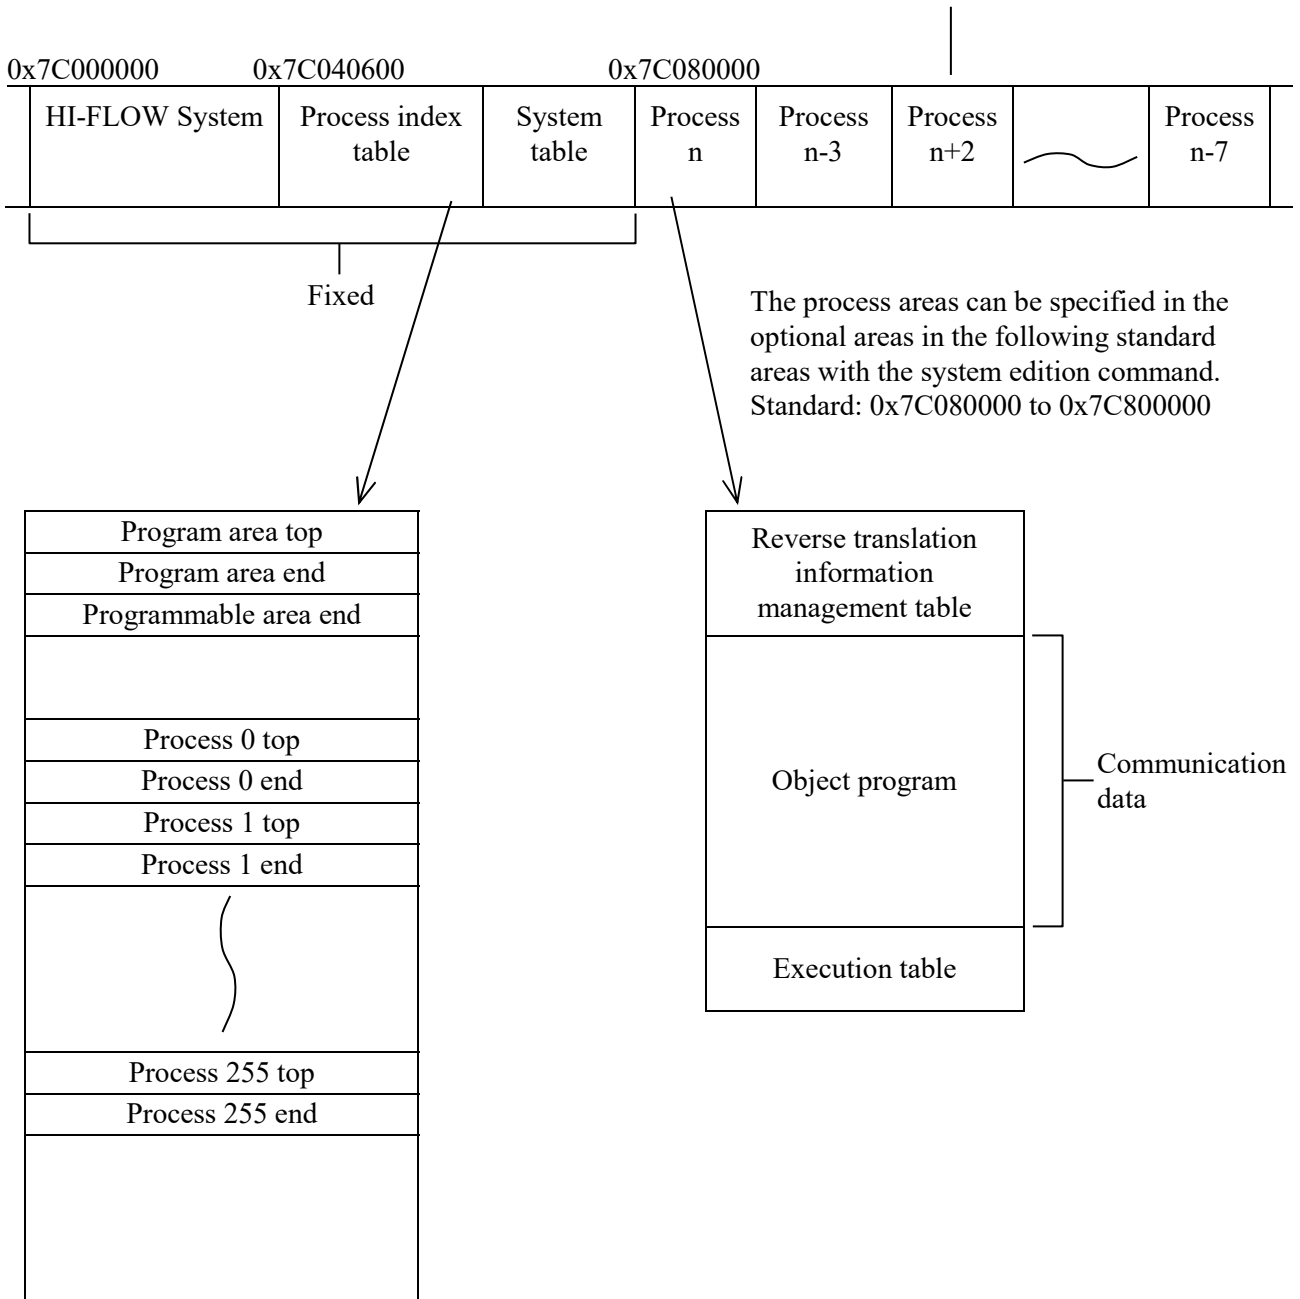 0x7C000000 0x7C040600 0x7C080000
HI-FLOW System
Process index
table
System
table
Process
n
Process
n-3
Process
n+2
Process
n-7
Fixed
The process areas can be specified in the
optional areas in the following standard
areas with the system edition command.
Standard: 0x7C080000 to 0x7C800000
Program area top
Program area end
Programmable area end
Process 0 top
Process 0 end
Process 1 top
Process 1 end
Process 255 top
Process 255 end
Reverse translation
information
management table
Object program
Execution table
Communication
data